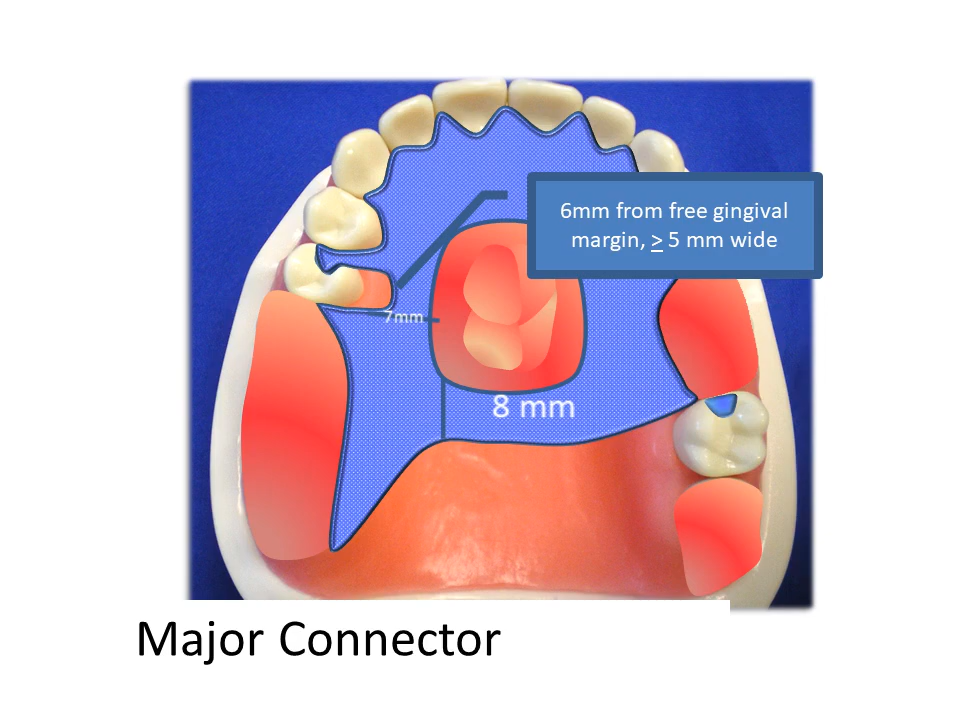 6mm from free gingival
margin, > 5 mm wide
7mm
8 mm
Major Connector